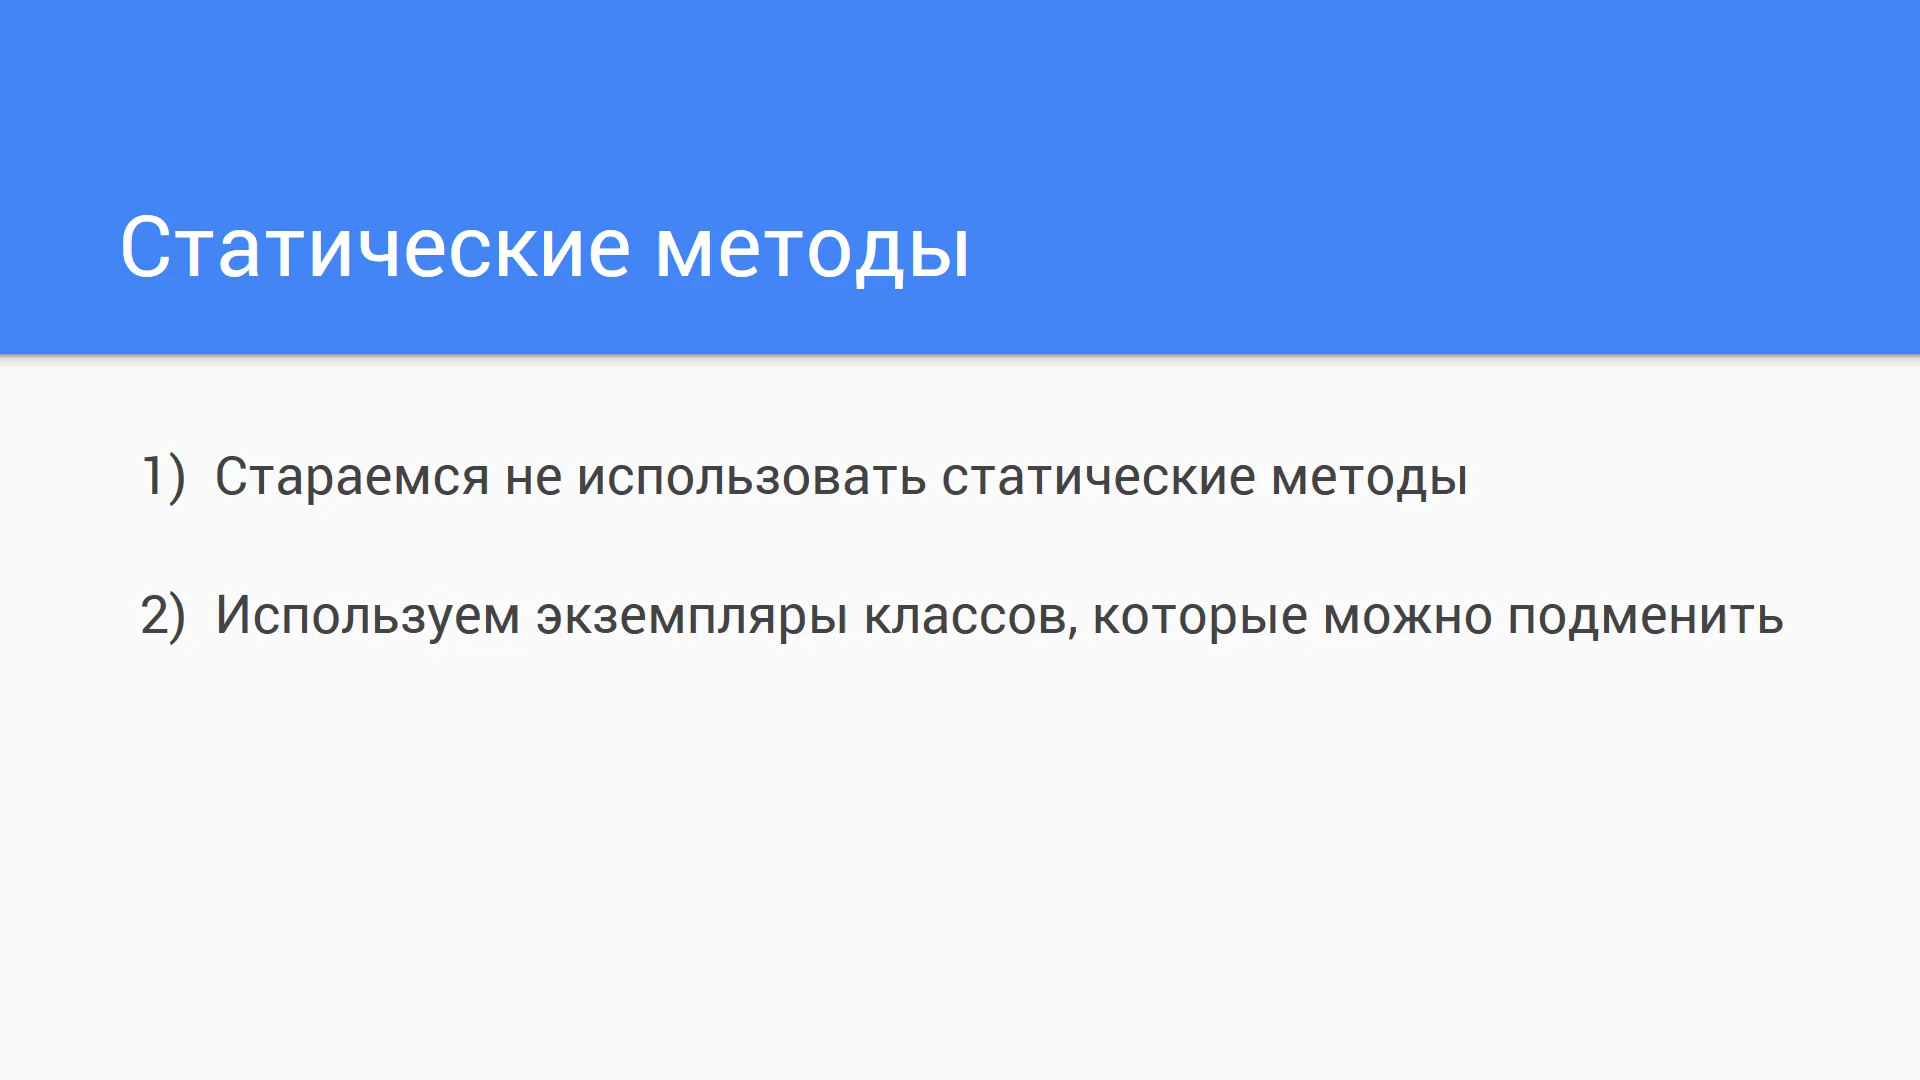 Статические методы
1) Стараемся не использовать статические методы
2) Используем экземпляры классов, которые можно подменить